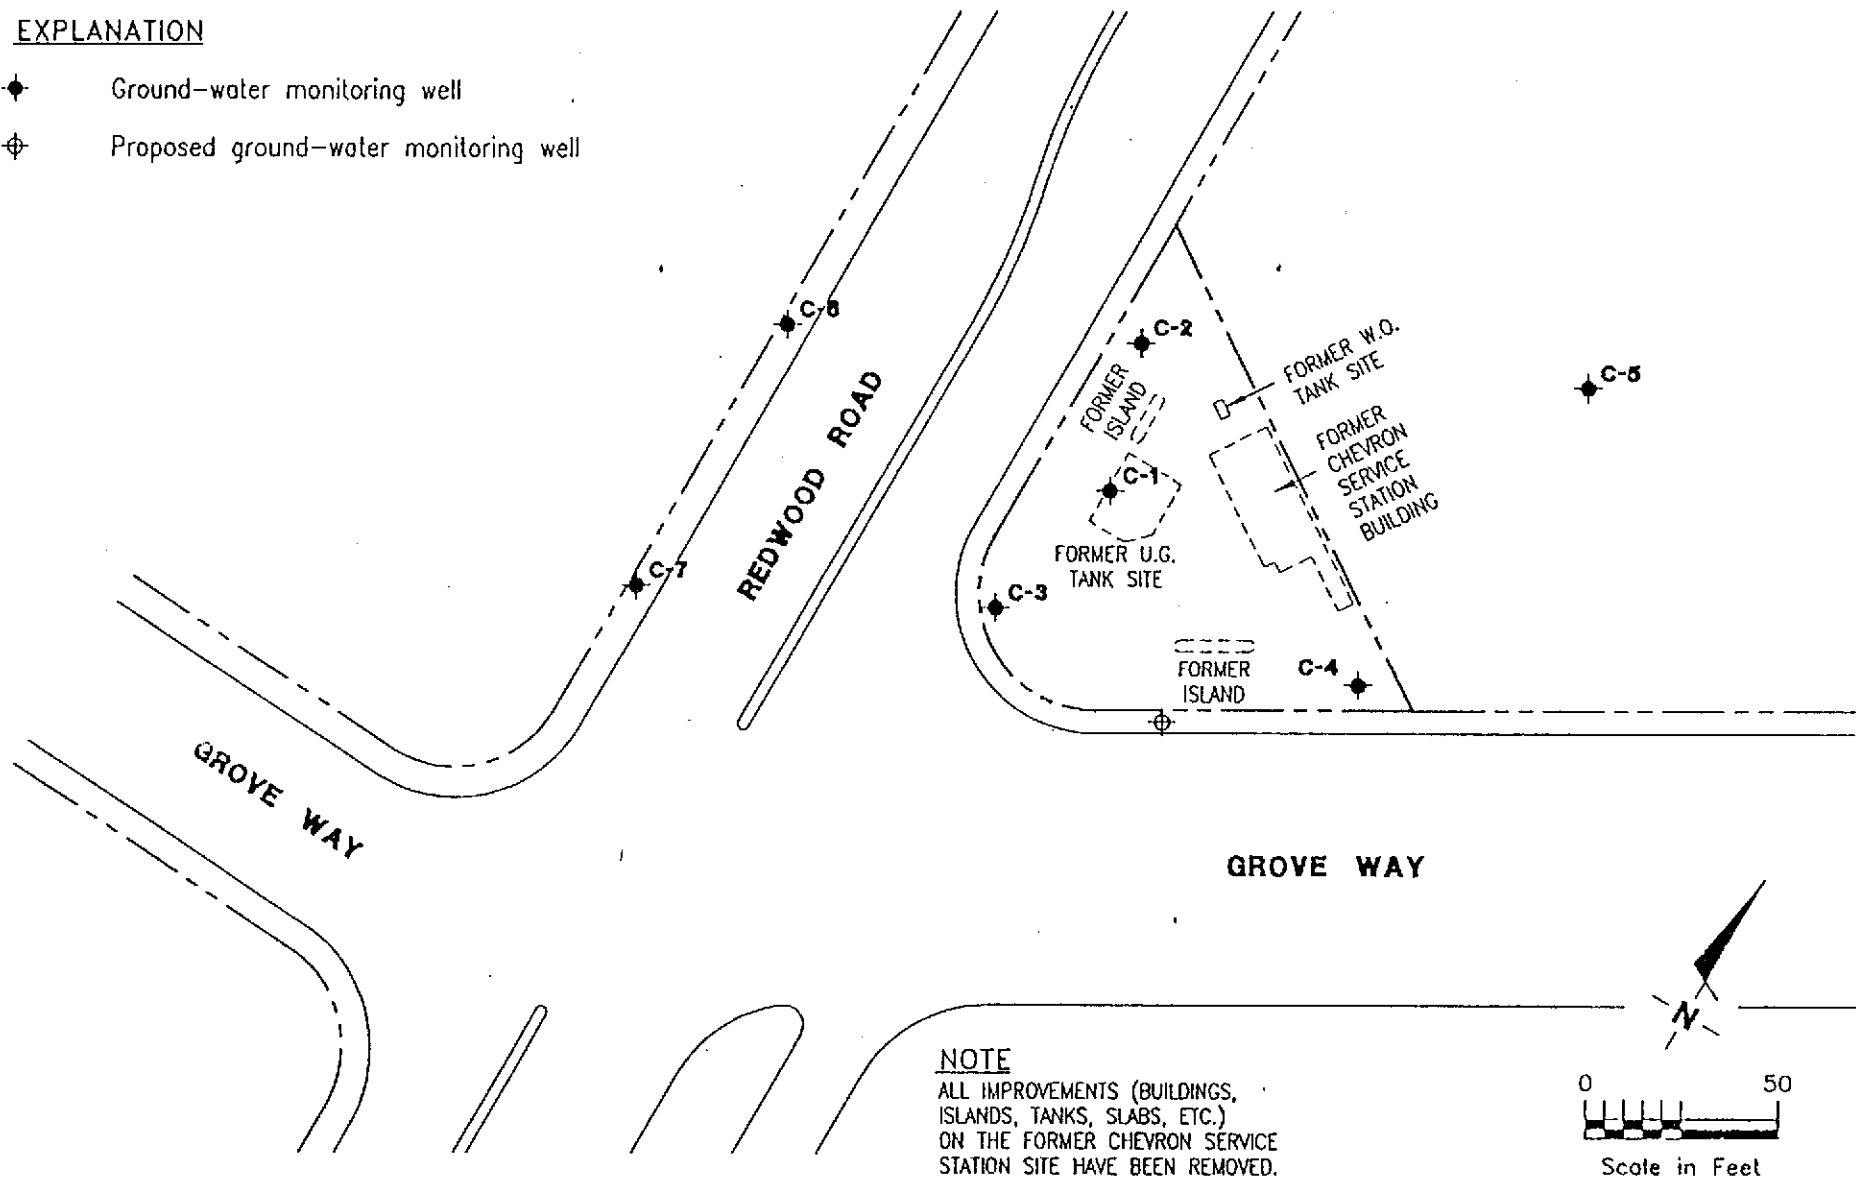 EXPLANATION
Ground-water monitoring well
Proposed ground-water monitoring well
C-6
C-2
C-5
FORMER W.O.
TANK SITE
FORMER
ISLAND
FORMER
CHEVRON
SERVICE
STATION
BUILDING
C-1
REDWOOD ROAD
FORMER U.G.
TANK SITE
C-7
C-3
FORMER
ISLAND
C-4
GROVE WAY
GROVE WAY
N
NOTE
ALL IMPROVEMENTS (BUILDINGS,
ISLANDS, TANKS, SLABS, ETC.)
ON THE FORMER CHEVRON SERVICE
STATION SITE HAVE BEEN REMOVED.
0 50
Scale in Feet